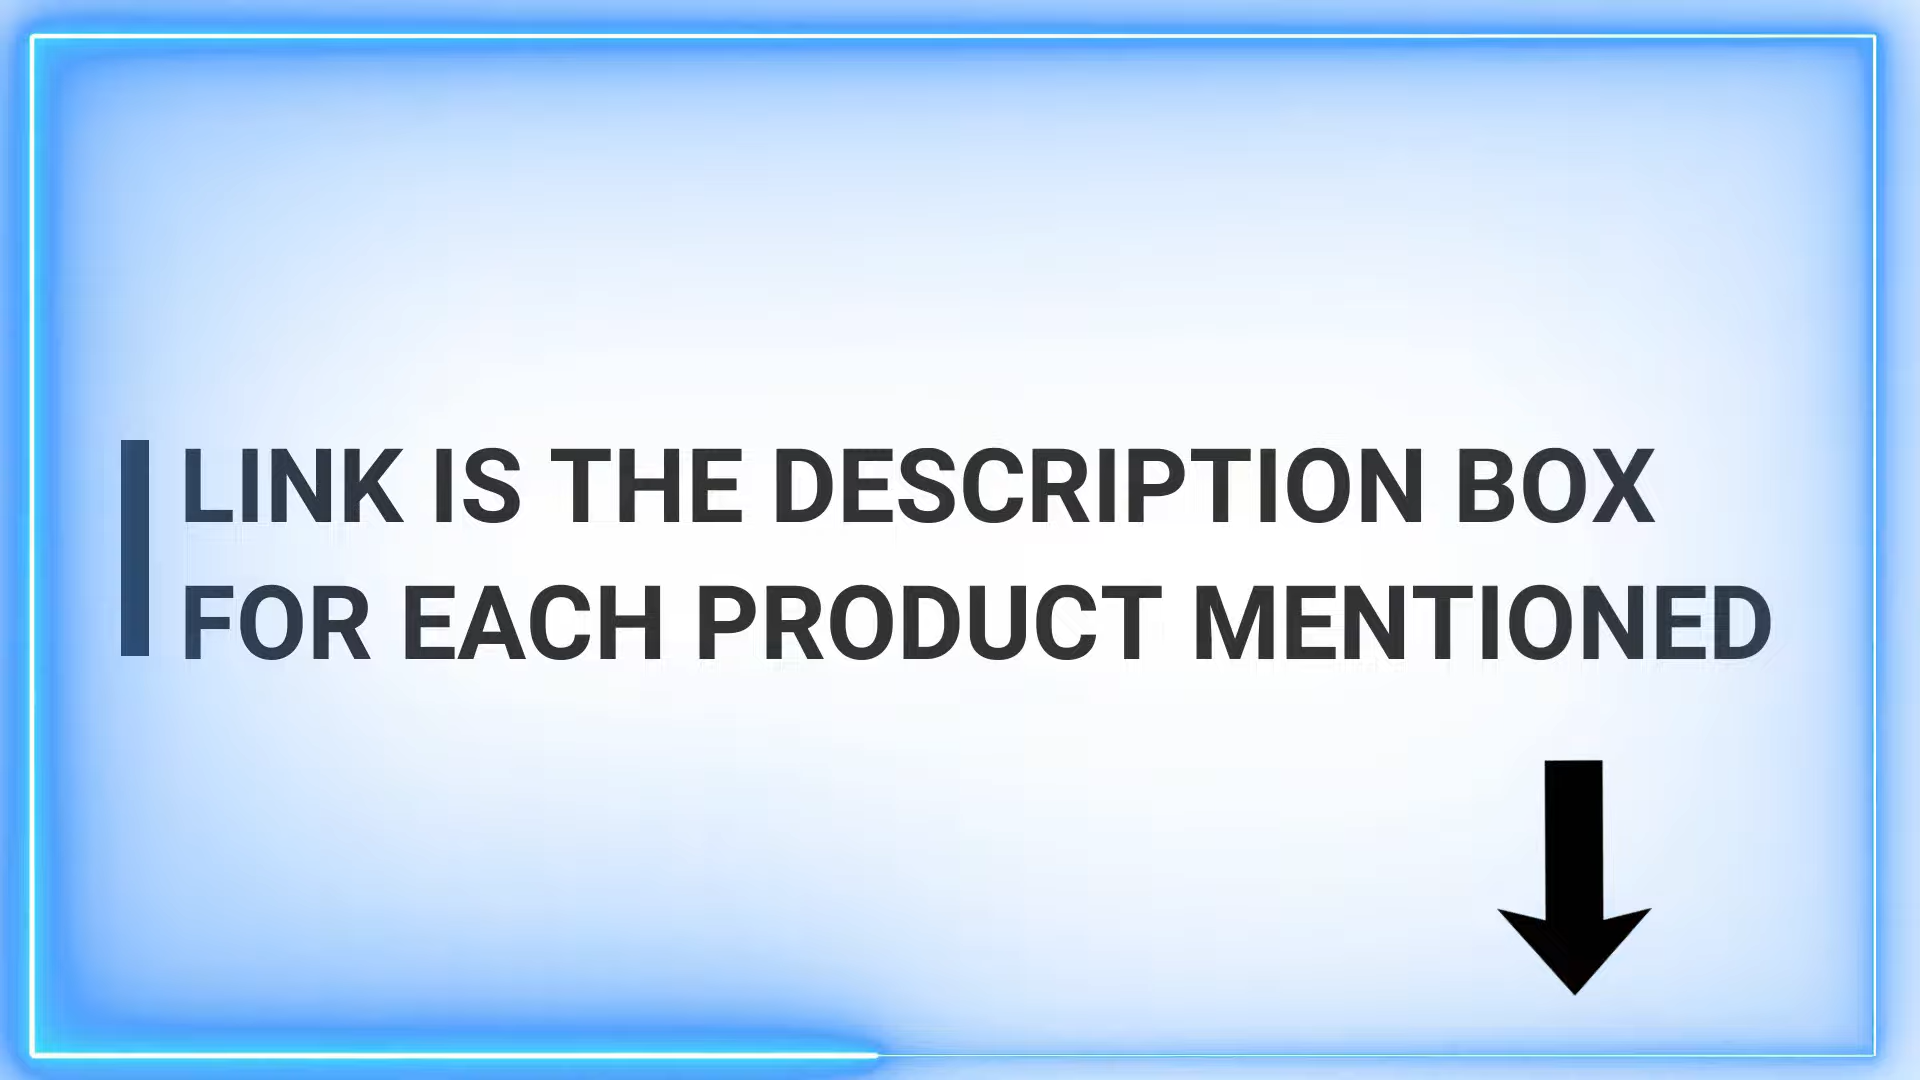 LINK IS THE DESCRIPTION BOX
FOR EACH PRODUCT MENTIONED